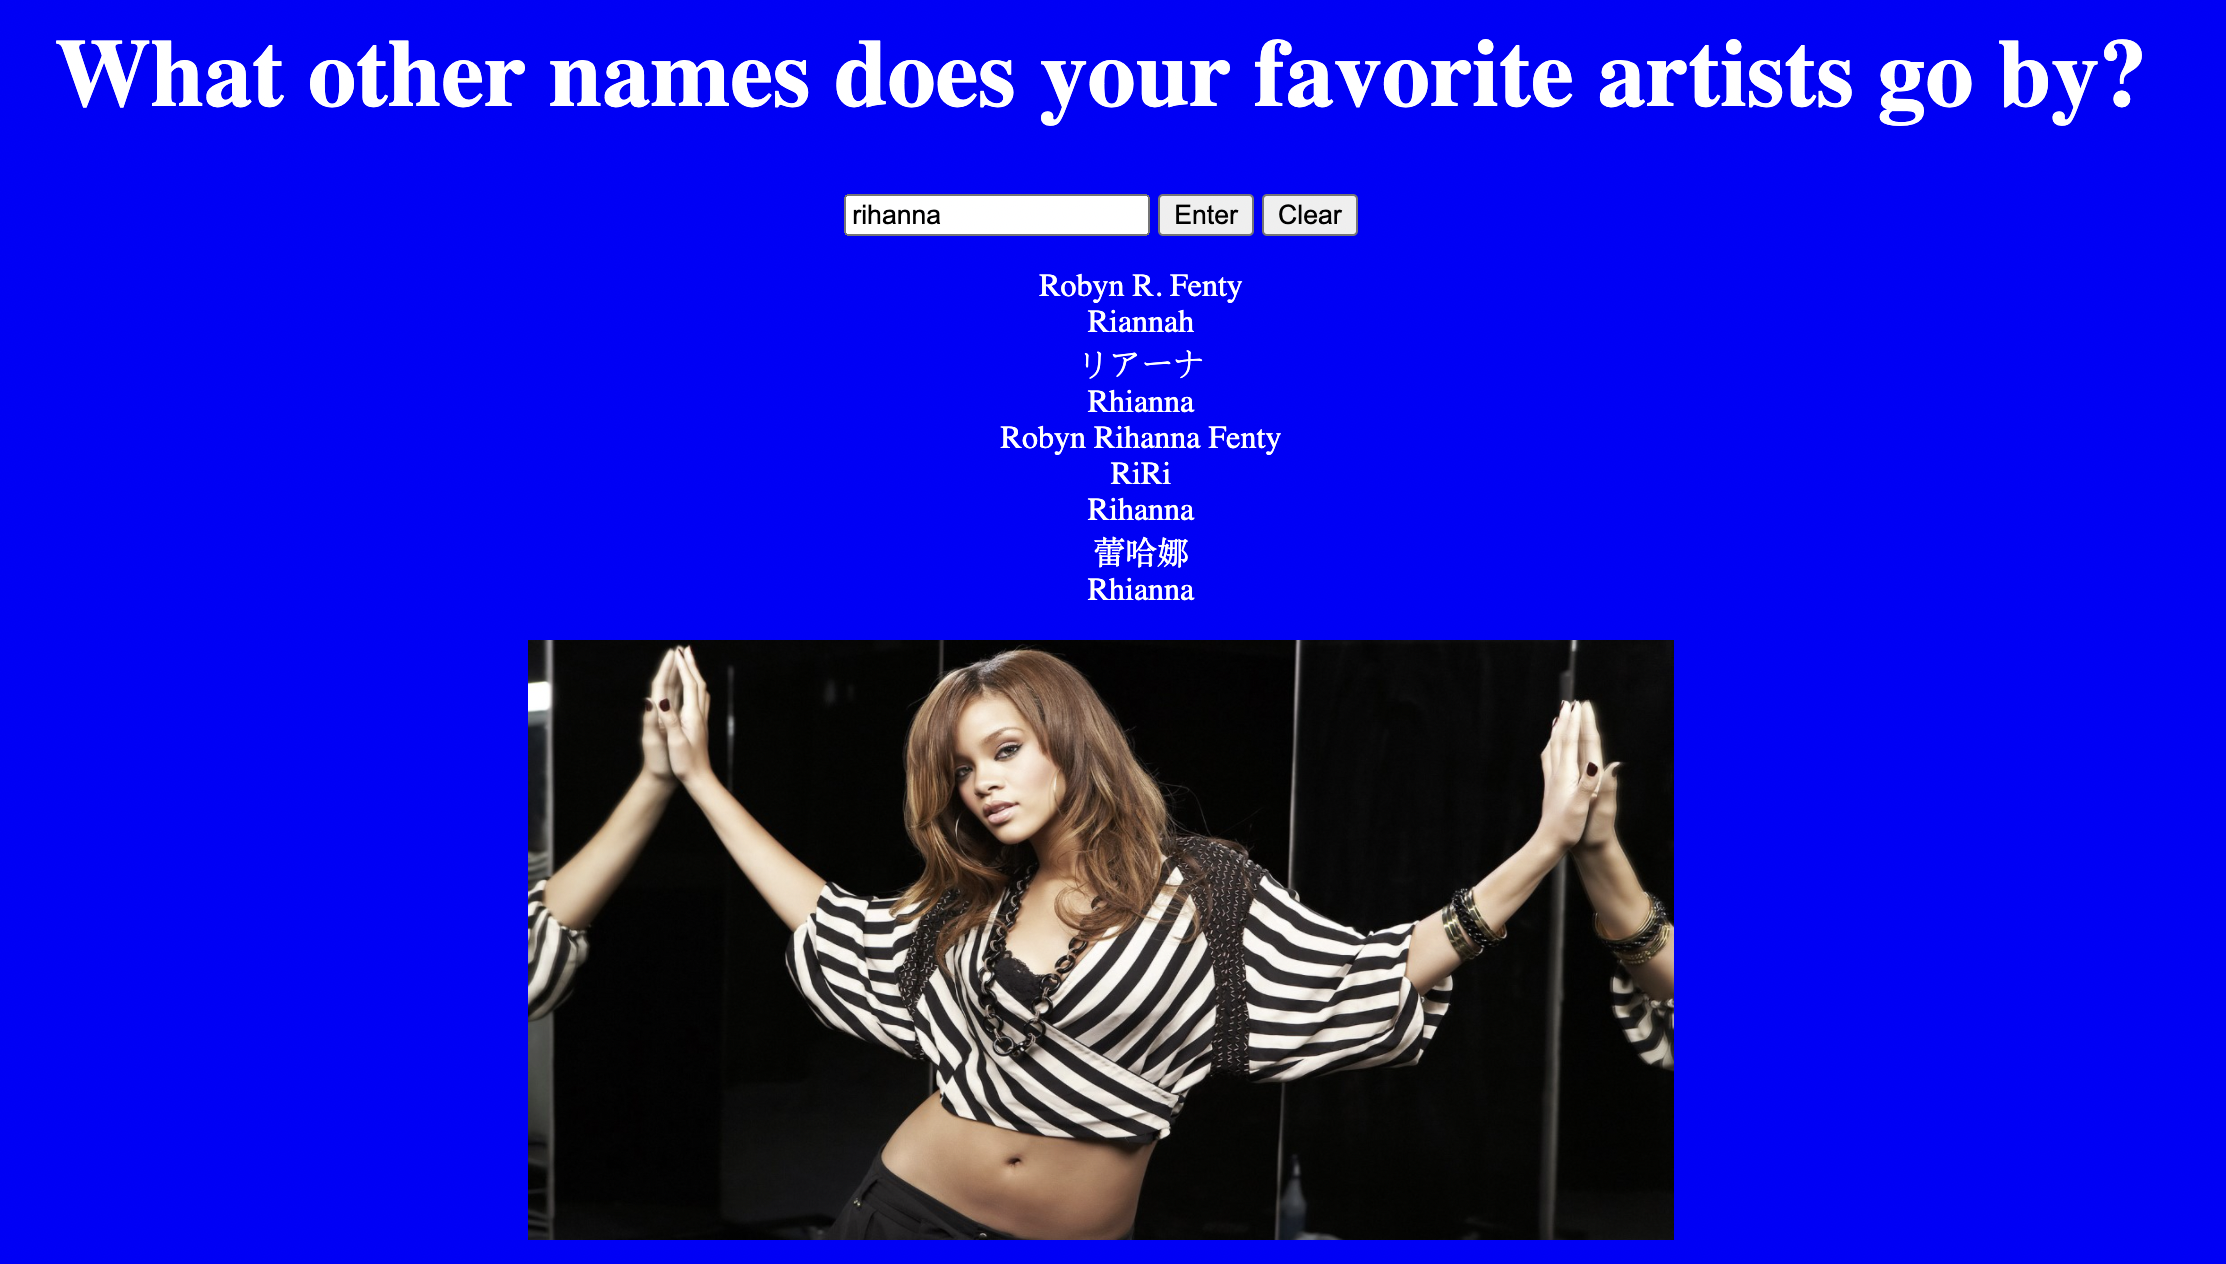 What other names does your favorite artists go by?
rihanna Enter Clear
Robyn R. Fenty
Riannah
リアーナ
Rhianna
Robyn Rihanna Fenty
RiRi
Rihanna
蕾哈娜
Rhianna